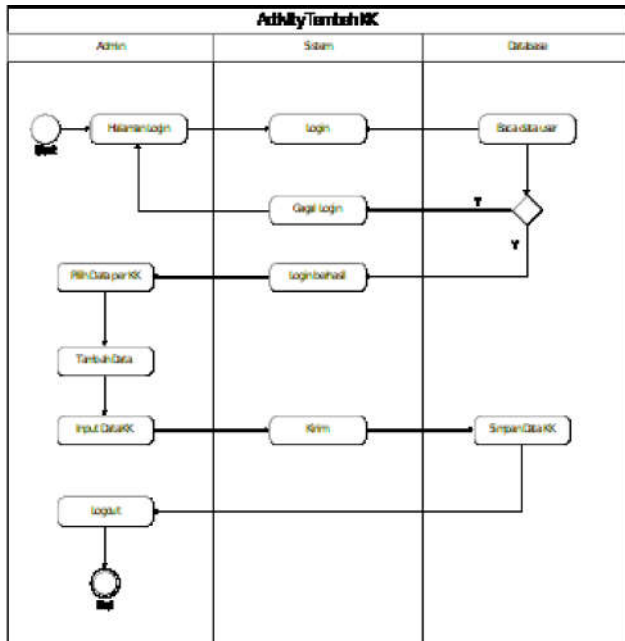 Activity Tambah KK
Admin
Sistem
Database
Halaman Login
Login
Baca data user
Start
Gagal Login
T
Y
Pilih Data per KK
Login berhasil
Tambah Data
Input Data KK
Kirim
Simpan Data KK
Logout
End